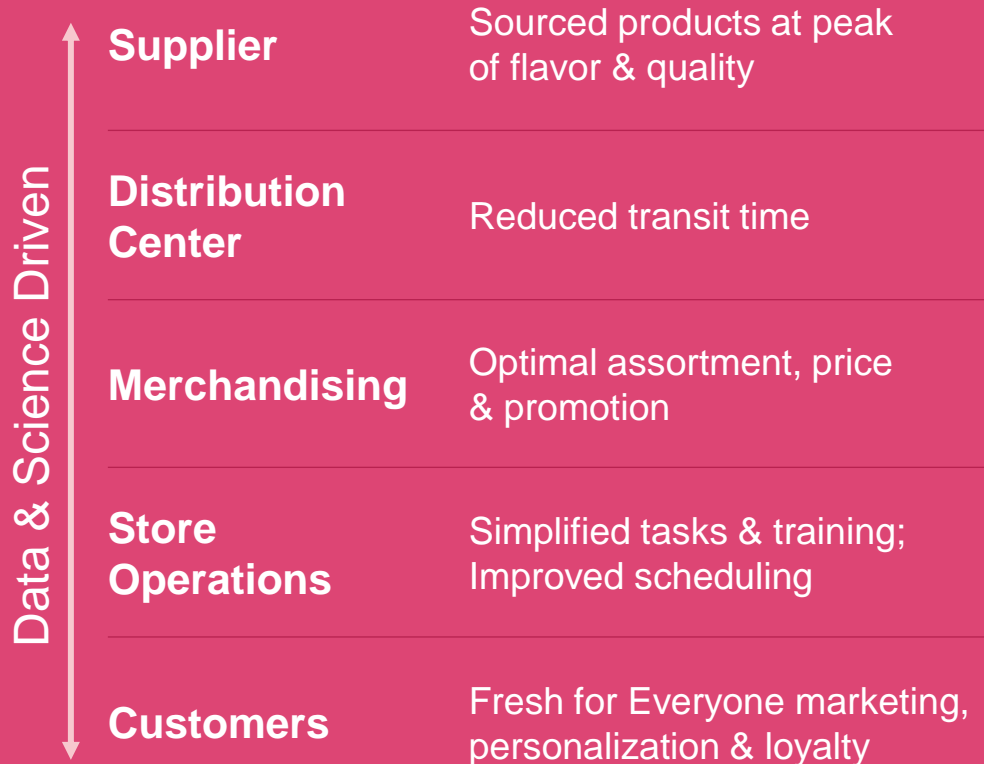 Data & Science Driven
Supplier
Sourced products at peak
of flavor & quality
Distribution
Center
Reduced transit time
Merchandising
Optimal assortment, price
& promotion
Store
Operations
Simplified tasks & training;
Improved scheduling
Customers
Fresh for Everyone marketing,
personalization & loyalty